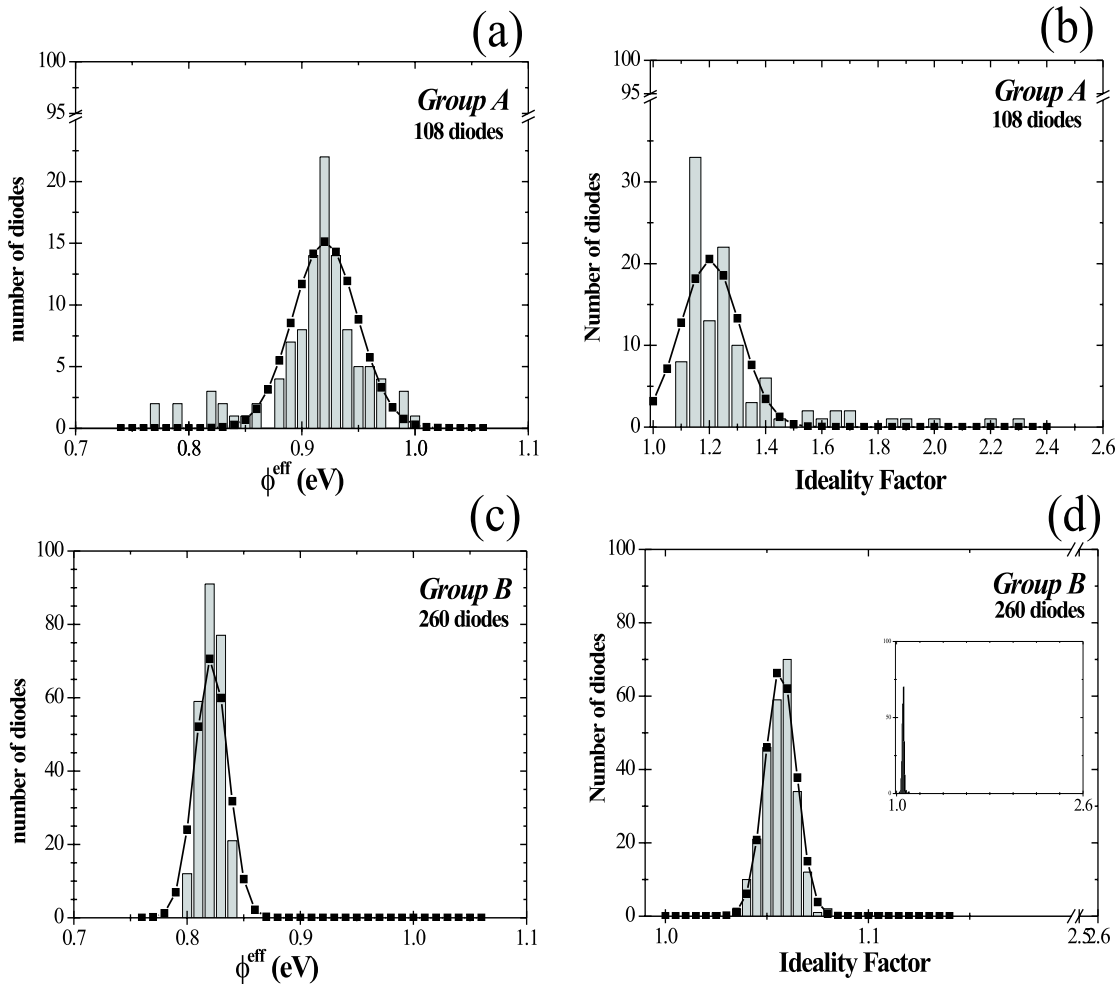 (a)
100
95
20
15
10
5
0
number of diodes
Group A
108 diodes
0.7 0.8 0.9 1.0 1.1
ϕeff (eV)
(b)
100
95
30
20
10
0
Number of diodes
Group A
108 diodes
1.0 1.2 1.4 1.6 1.8 2.0 2.2 2.4 2.6
Ideality Factor
(c)
100
80
60
40
20
0
number of diodes
Group B
260 diodes
0.7 0.8 0.9 1.0 1.1
ϕeff (eV)
(d)
100
80
60
40
20
0
Number of diodes
Group B
260 diodes
100
50
0
1.0 2.6
1.0 1.1 2.5 2.6
Ideality Factor